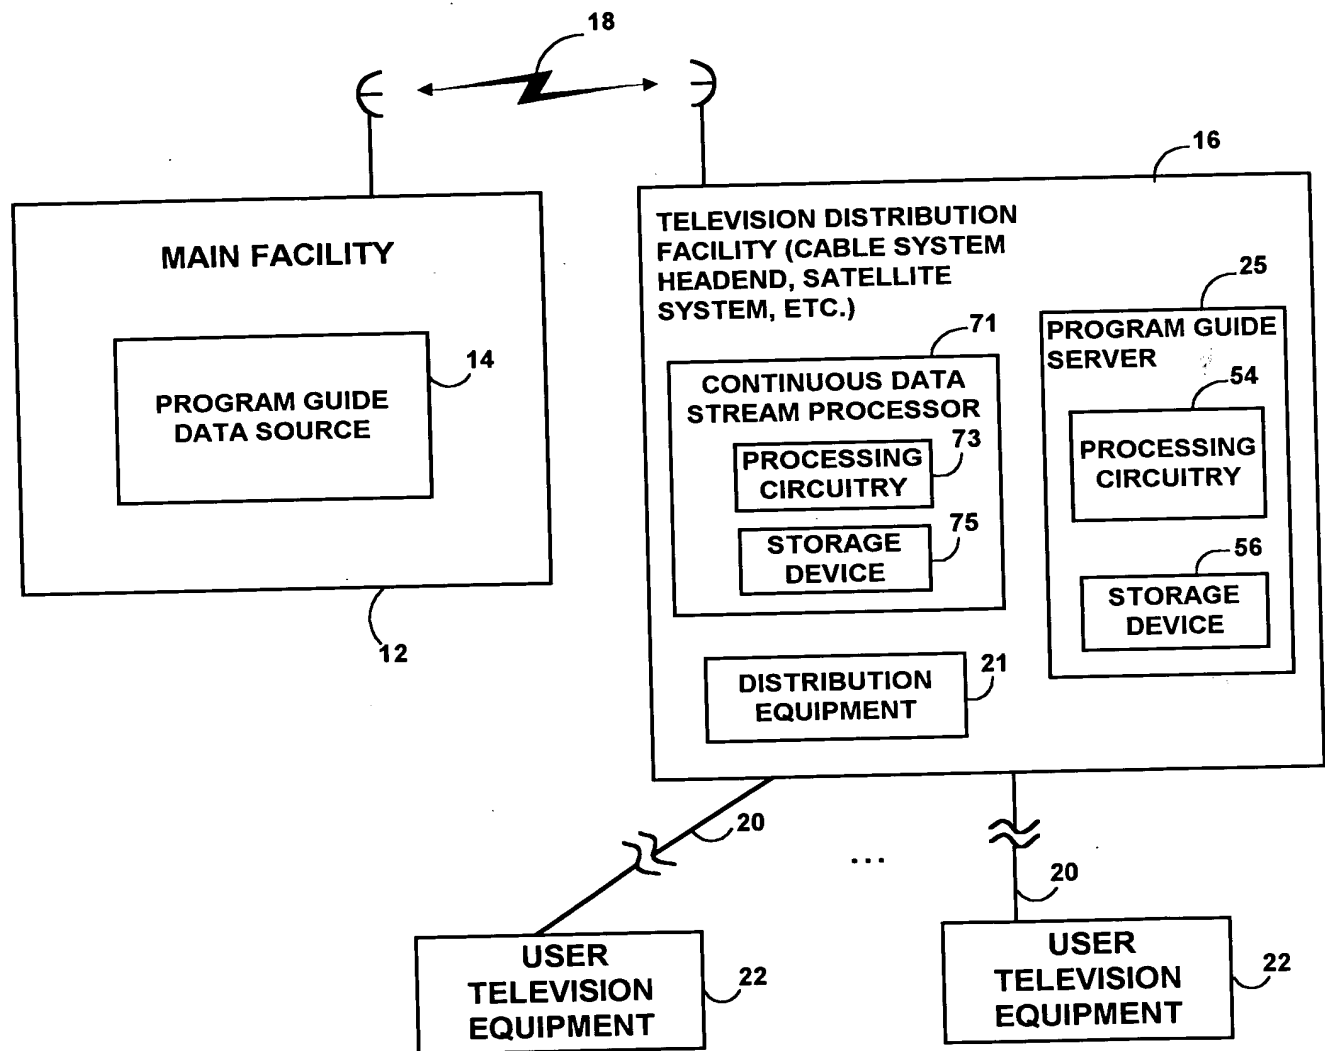 18
16
MAIN FACILITY
PROGRAM GUIDE
DATA SOURCE
14
12
TELEVISION DISTRIBUTION
FACILITY (CABLE SYSTEM
HEADEND, SATELLITE
SYSTEM, ETC.)
71
CONTINUOUS DATA
STREAM PROCESSOR
73
PROCESSING
CIRCUITRY
75
STORAGE
DEVICE
25
PROGRAM GUIDE
SERVER
54
PROCESSING
CIRCUITRY
56
STORAGE
DEVICE
DISTRIBUTION
EQUIPMENT
21
20
...
20
USER
TELEVISION
EQUIPMENT
22
USER
TELEVISION
EQUIPMENT
22